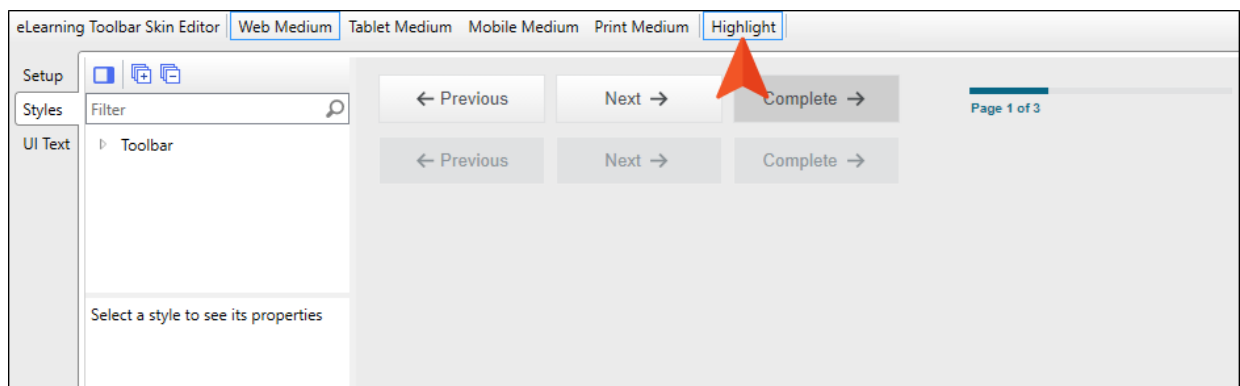 eLearning Toolbar Skin Editor Web Medium Tablet Medium Mobile Medium Print Medium Highlight
Setup
Styles
UI Text
Filter
Toolbar
Select a style to see its properties
← Previous Next → Complete →
Page 1 of 3
← Previous Next → Complete →